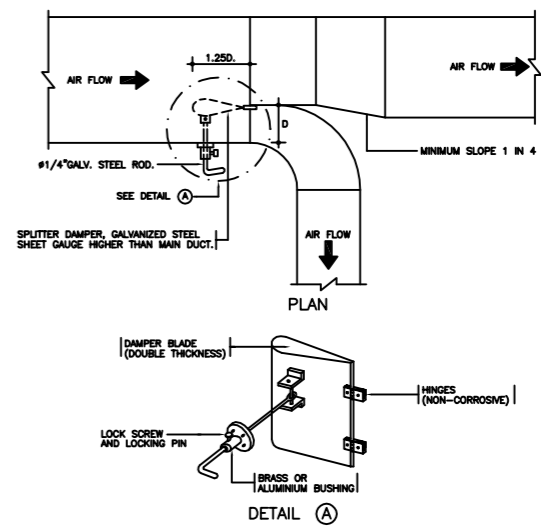 1.25D.
AIR FLOW
AIR FLOW
D
MINIMUM SLOPE 1 IN 4
ø1/4"GALV. STEEL ROD.
SEE DETAIL A
SPLITTER DAMPER, GALVANIZED STEEL
SHEET GAUGE HIGHER THAN MAIN DUCT.
AIR FLOW
PLAN
DAMPER BLADE
(DOUBLE THICKNESS)
HINGES
(NON-CORROSIVE)
LOCK SCREW
AND LOCKING PIN
BRASS OR
ALUMINIUM BUSHING
DETAIL A